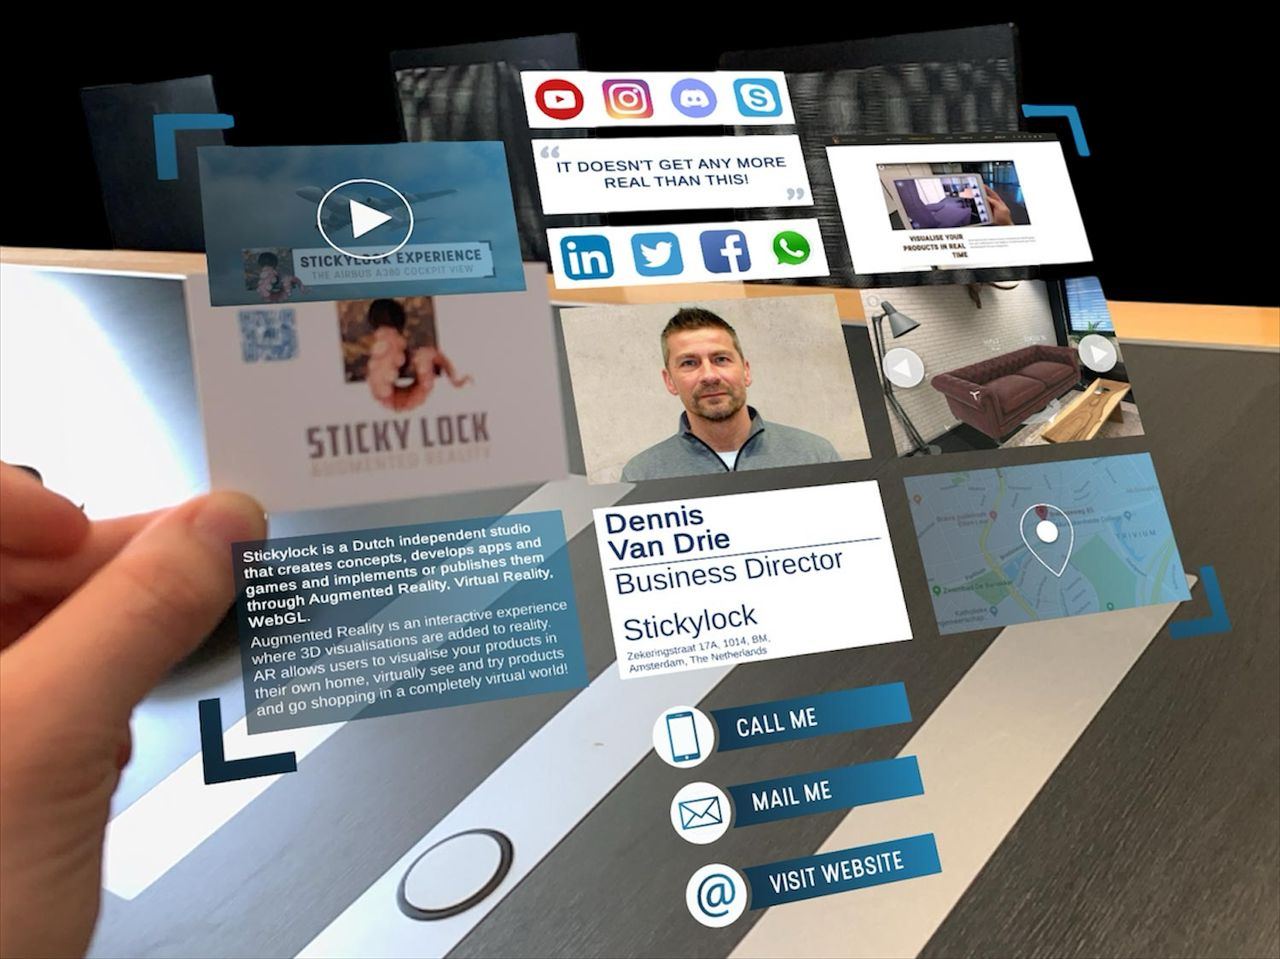 IT DOESN'T GET ANY MORE
REAL THAN THIS!
STICKYLOCK EXPERIENCE
THE AIRBUS A380 COCKPIT VIEW
VISUALISE YOUR
PRODUCTS IN REAL
TIME
STICKY LOCK
AUGMENTED REALITY
Stickylock is a Dutch independent studio
that creates concepts, develops apps and
games and implements or publishes them
through Augmented Reality, Virtual Reality,
WebGL.
Augmented Reality is an interactive experience
where 3D visualisations are added to reality.
AR allows users to visualise your products in
their own home, virtually see and try products
and go shopping in a completely virtual world!
Dennis
Van Drie
Business Director
Stickylock
Zekeringstraat 17A, 1014, BM,
Amsterdam, The Netherlands
TRIVIUM
CALL ME
MAIL ME
VISIT WEBSITE